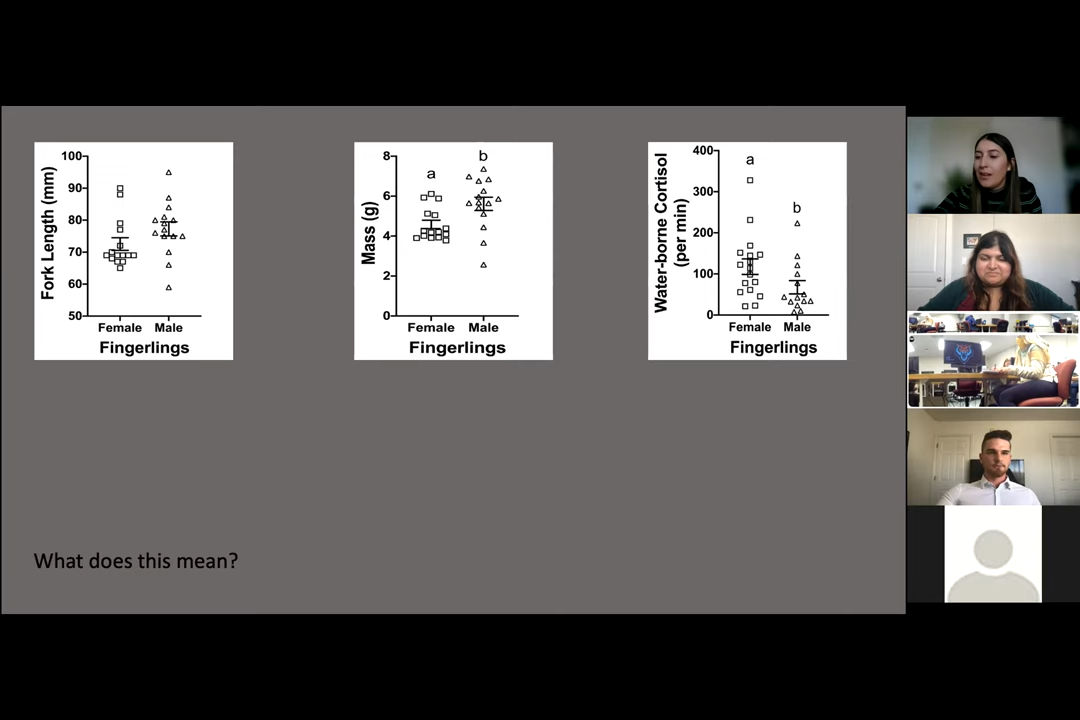 100
90
80
70
60
50
Fork Length (mm)
Female Male
Fingerlings
8
6
4
2
0
Mass (g)
a
b
Female Male
Fingerlings
400
300
200
100
0
Water-borne Cortisol
(per min)
a
b
Female Male
Fingerlings
What does this mean?